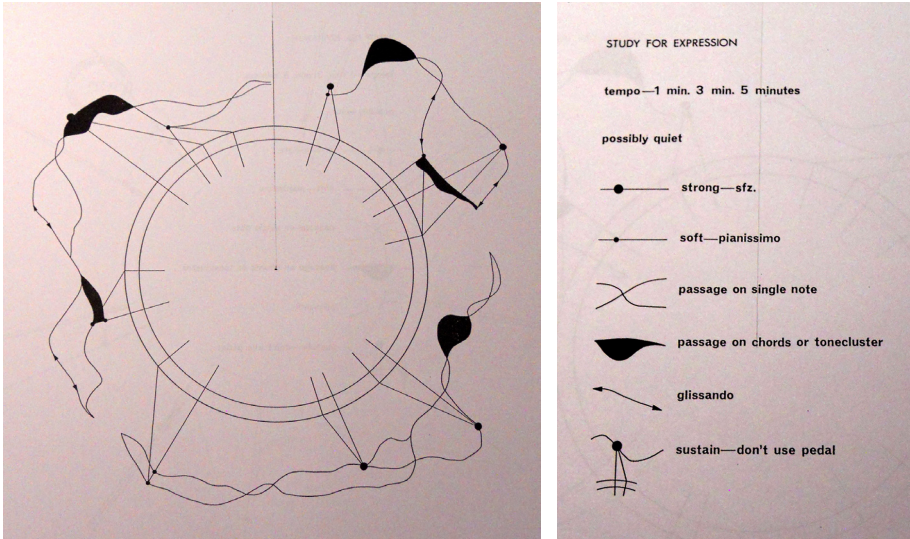 STUDY FOR EXPRESSION
tempo—1 min. 3 min. 5 minutes
possibly quiet
strong—sfz.
soft—pianissimo
passage on single note
passage on chords or tonecluster
glissando
sustain—don't use pedal